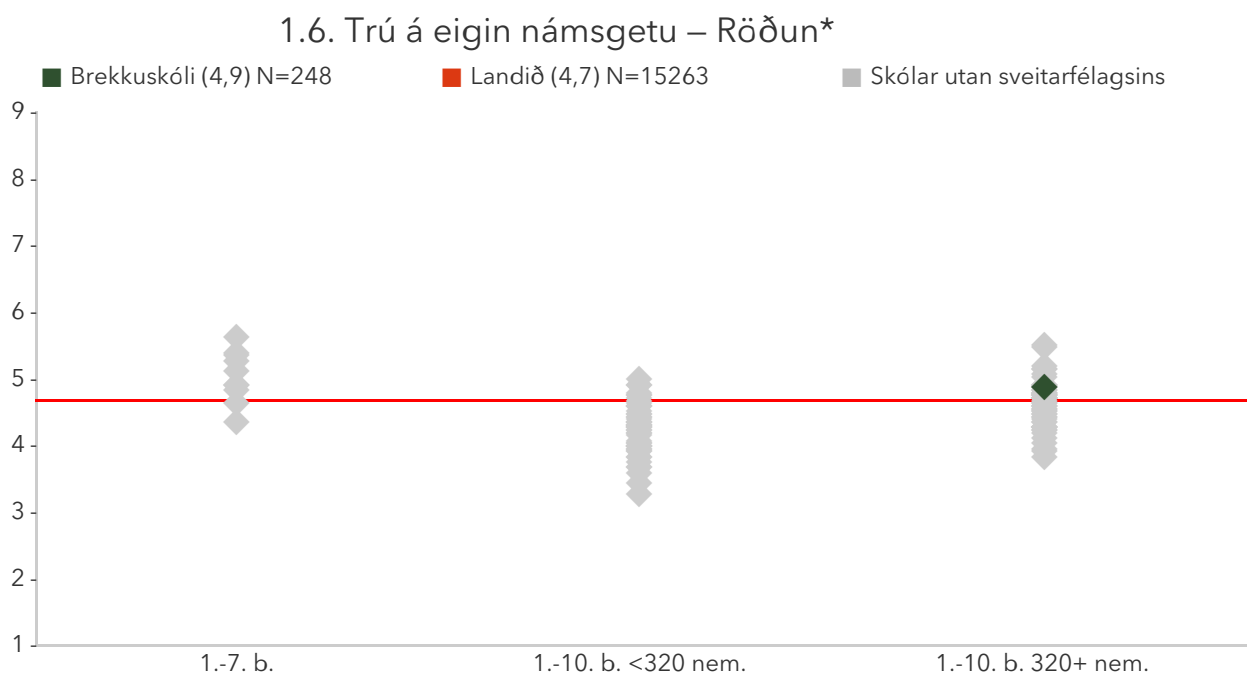 1.6. Trú á eigin námsgetu – Röðun*
Brekkuskóli (4,9) N=248
Landið (4,7) N=15263
Skólar utan sveitarfélagsins
9
8
7
6
5
4
3
2
1
1.-7. b.
1.-10. b. <320 nem.
1.-10. b. 320+ nem.